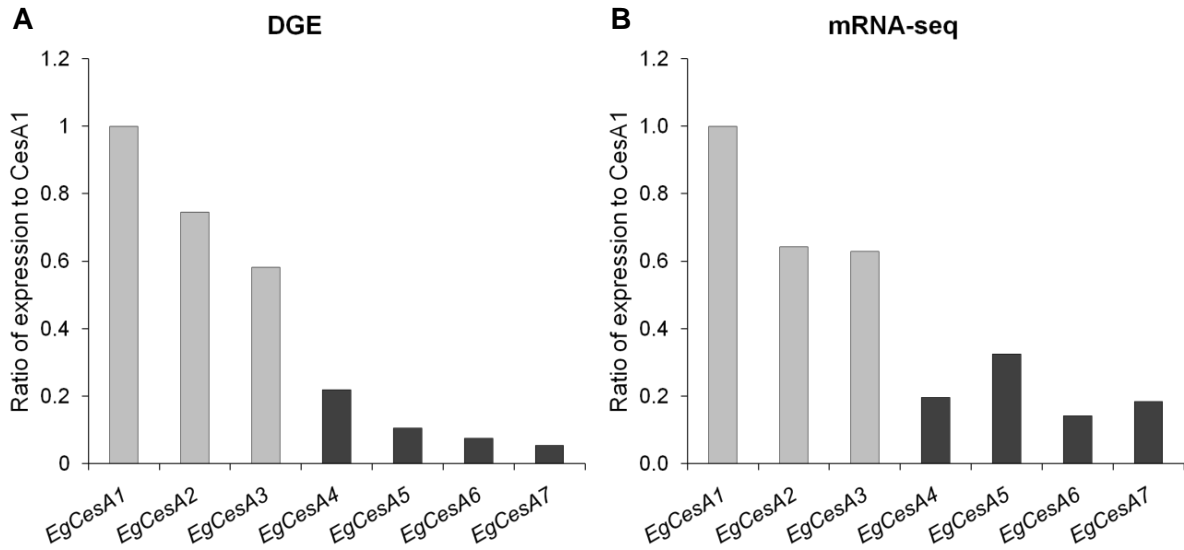 A
DGE
Ratio of expression to CesA1
1.2
1
0.8
0.6
0.4
0.2
0
EgCesA1
EgCesA2
EgCesA3
EgCesA4
EgCesA5
EgCesA6
EgCesA7
B
mRNA-seq
Ratio of expression to CesA1
1.2
1.0
0.8
0.6
0.4
0.2
0.0
EgCesA1
EgCesA2
EgCesA3
EgCesA4
EgCesA5
EgCesA6
EgCesA7